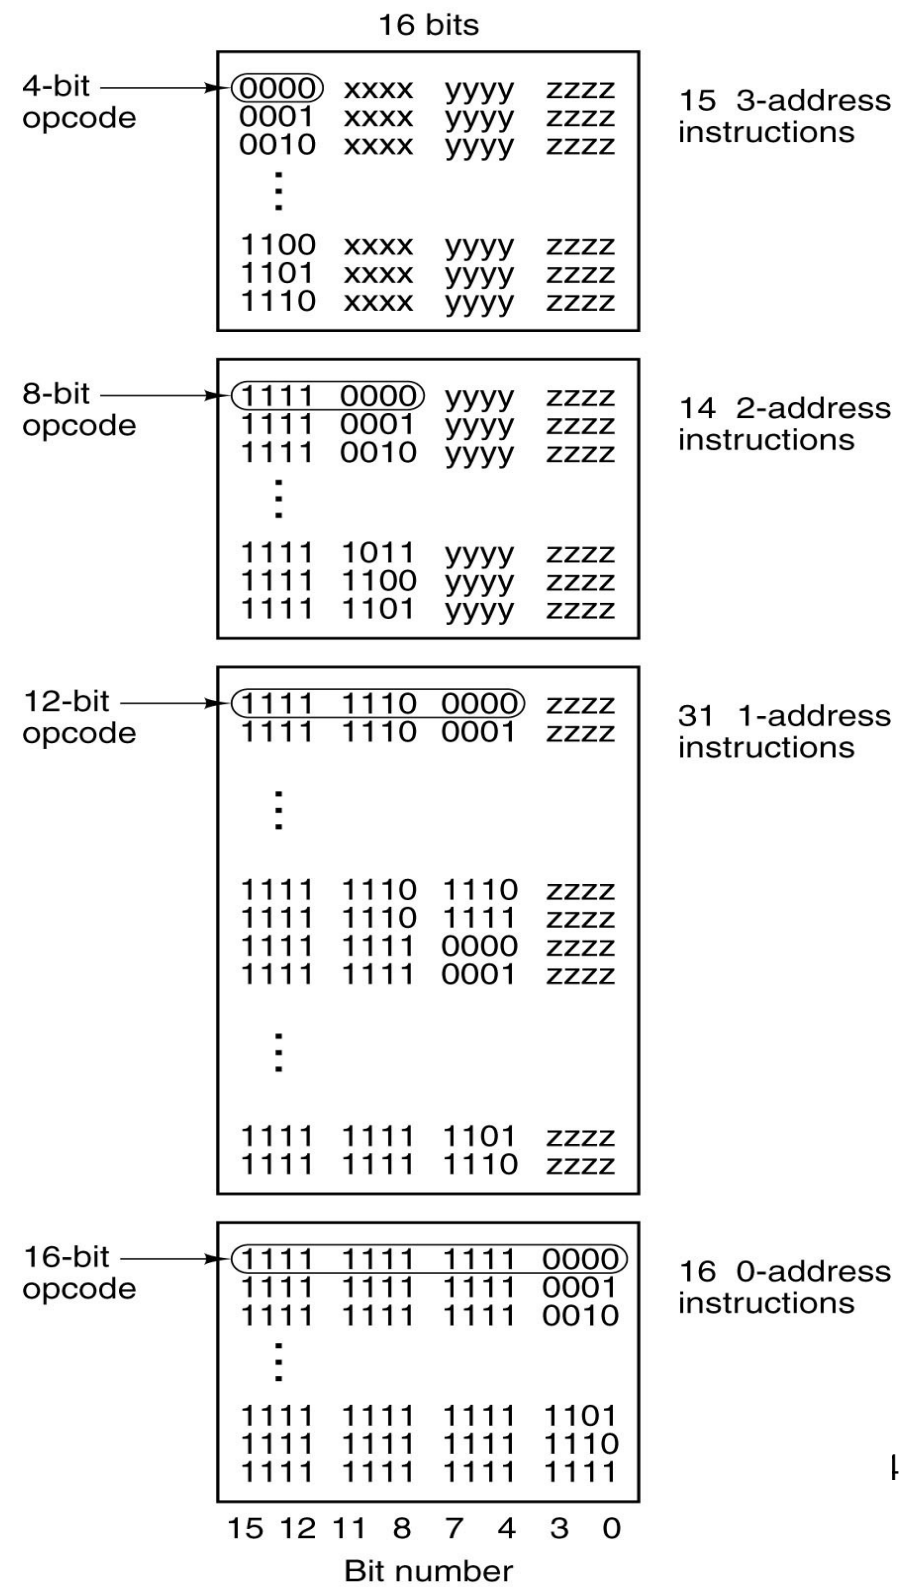 16 bits
4-bit opcode
0000 xxxx yyyy zzzz
0001 xxxx yyyy zzzz
0010 xxxx yyyy zzzz
1100 xxxx yyyy zzzz
1101 xxxx yyyy zzzz
1110 xxxx yyyy zzzz
15 3-address
instructions
8-bit
opcode
1111 0000 yyyy zzzz
1111 0001 yyyy zzzz
1111 0010 yyyy zzzz
1111 1011 yyyy zzzz
1111 1100 yyyy zzzz
1111 1101 yyyy zzzz
14 2-address
instructions
12-bit
opcode
1111 1110 0000 zzzz
1111 1110 0001 zzzz
1111 1110 1110 zzzz
1111 1110 1111 zzzz
1111 1111 0000 zzzz
1111 1111 0001 zzzz
1111 1111 1101 zzzz
1111 1111 1110 zzzz
31 1-address
instructions
16-bit
opcode
1111 1111 1111 0000
1111 1111 1111 0001
1111 1111 1111 0010
1111 1111 1111 1101
1111 1111 1111 1110
1111 1111 1111 1111
16 0-address
instructions
15 12 11 8 7 4 3 0
Bit number